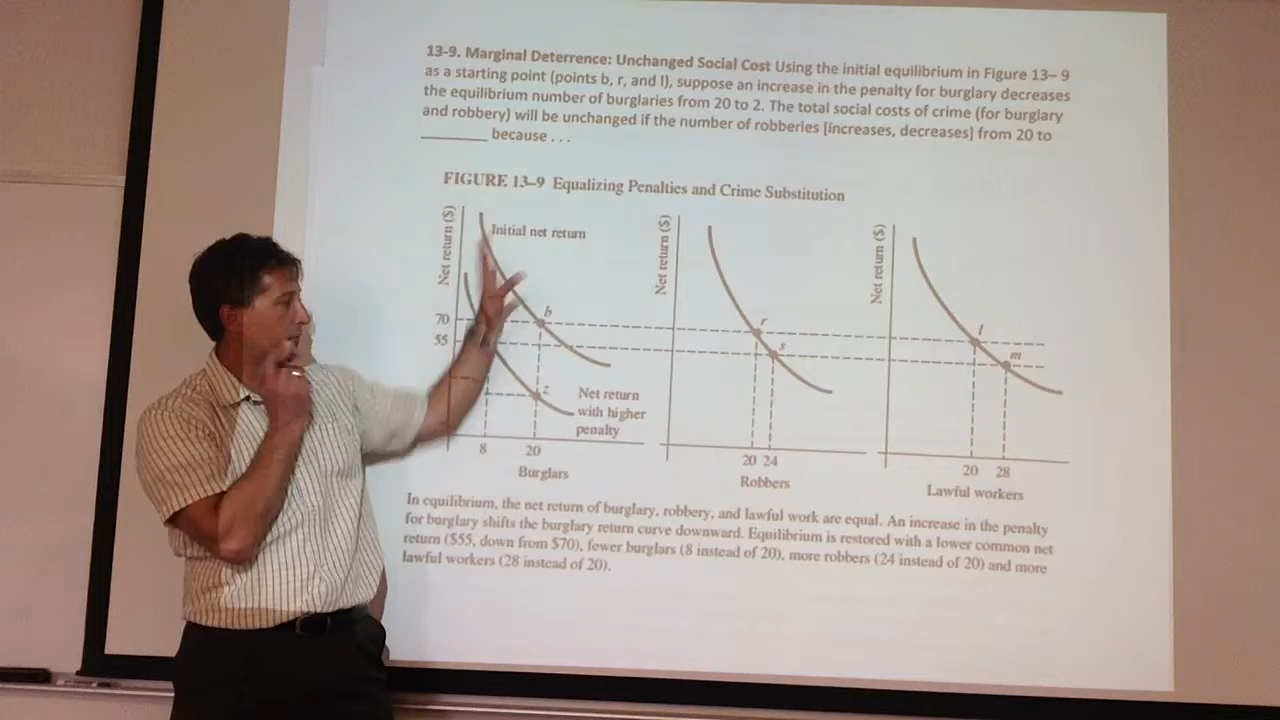 13-9. Marginal Deterrence: Unchanged Social Cost Using the initial equilibrium in Figure 13– 9
as a starting point (points b, r, and l), suppose an increase in the penalty for burglary decreases
the equilibrium number of burglaries from 20 to 2. The total social costs of crime (for burglary
and robbery) will be unchanged if the number of robberies [increases, decreases] from 20 to
________ because . . .
FIGURE 13–9 Equalizing Penalties and Crime Substitution
Net return ($)
Initial net return
70
55
b
z
Net return
with higher
penalty
8
20
Burglars
Net return ($)
r
s
20 24
Robbers
Net return ($)
l
m
20 28
Lawful workers
In equilibrium, the net return of burglary, robbery, and lawful work are equal. An increase in the penalty
for burglary shifts the burglary return curve downward. Equilibrium is restored with a lower common net
return ($55, down from $70), fewer burglars (8 instead of 20), more robbers (24 instead of 20) and more
lawful workers (28 instead of 20).